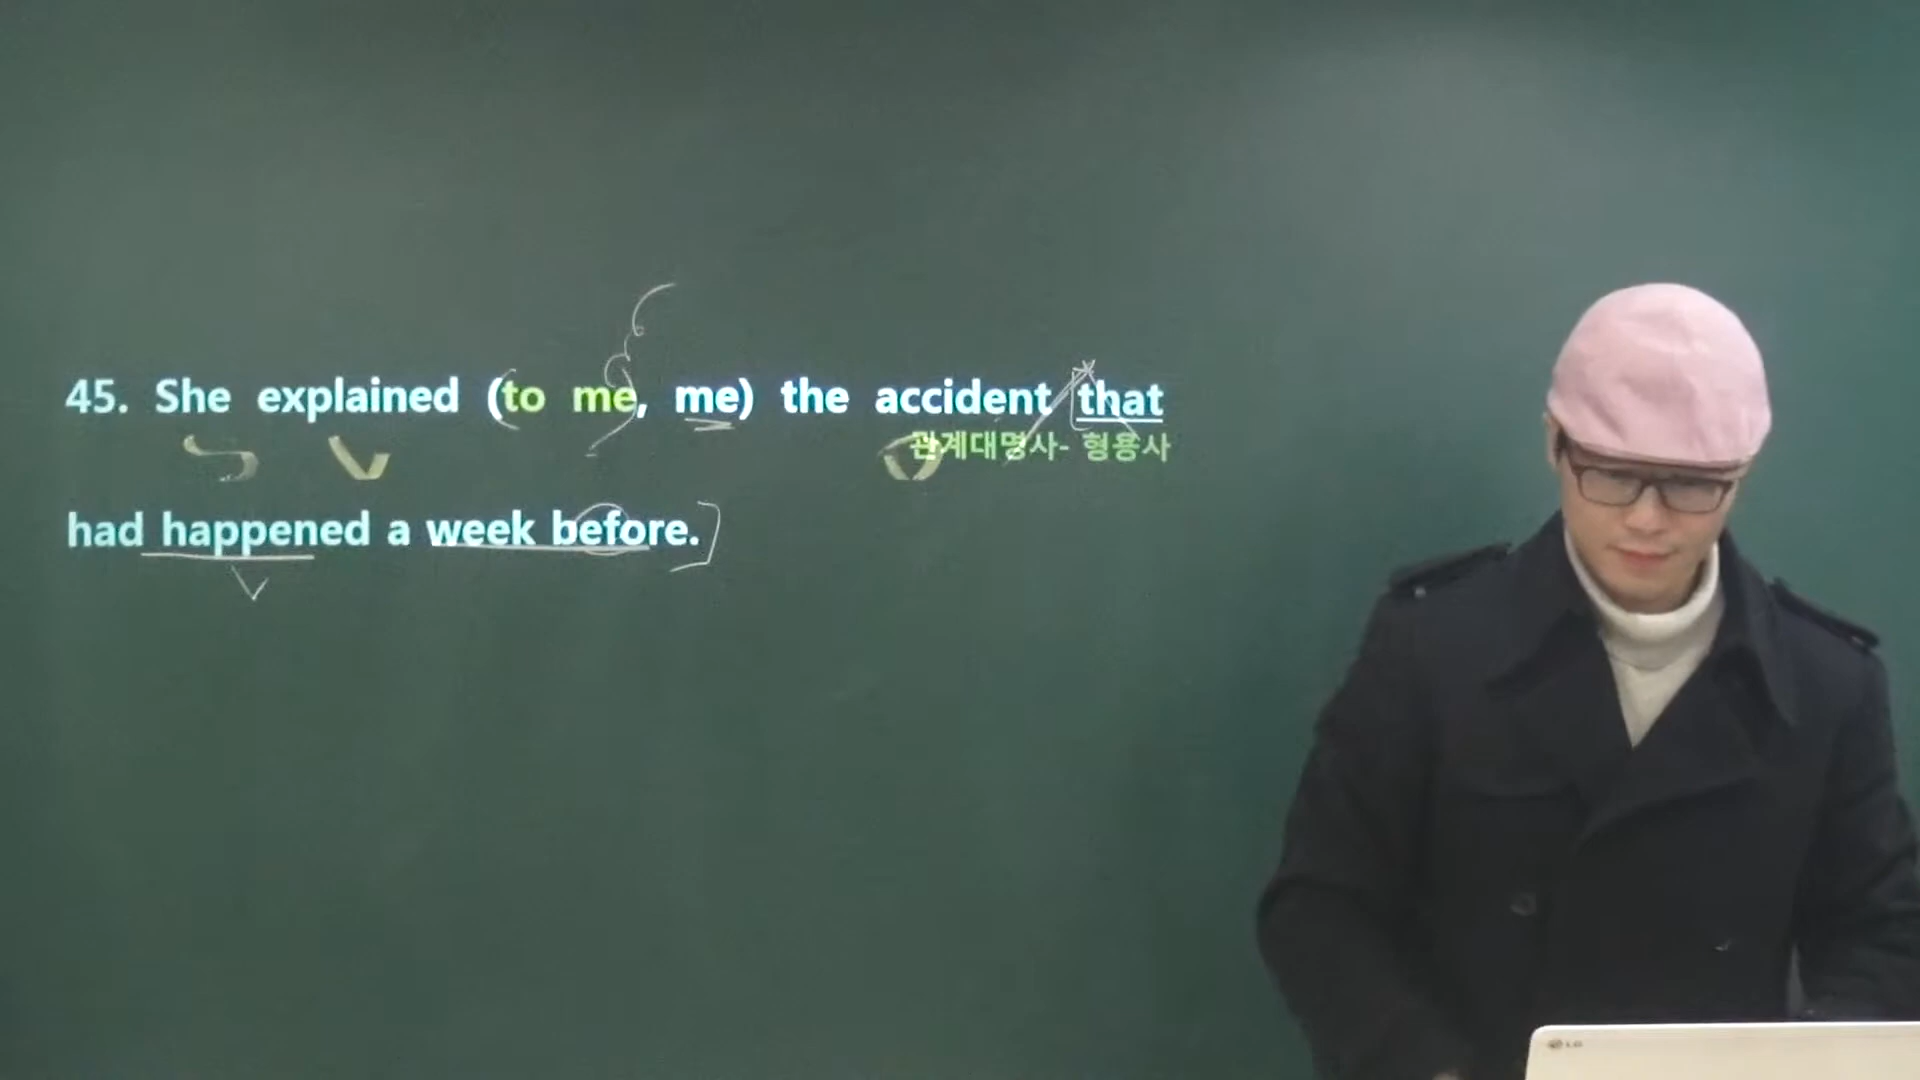 45. She explained (to me, me) the accident that
관계대명사- 형용사
had happened a week before.
LG